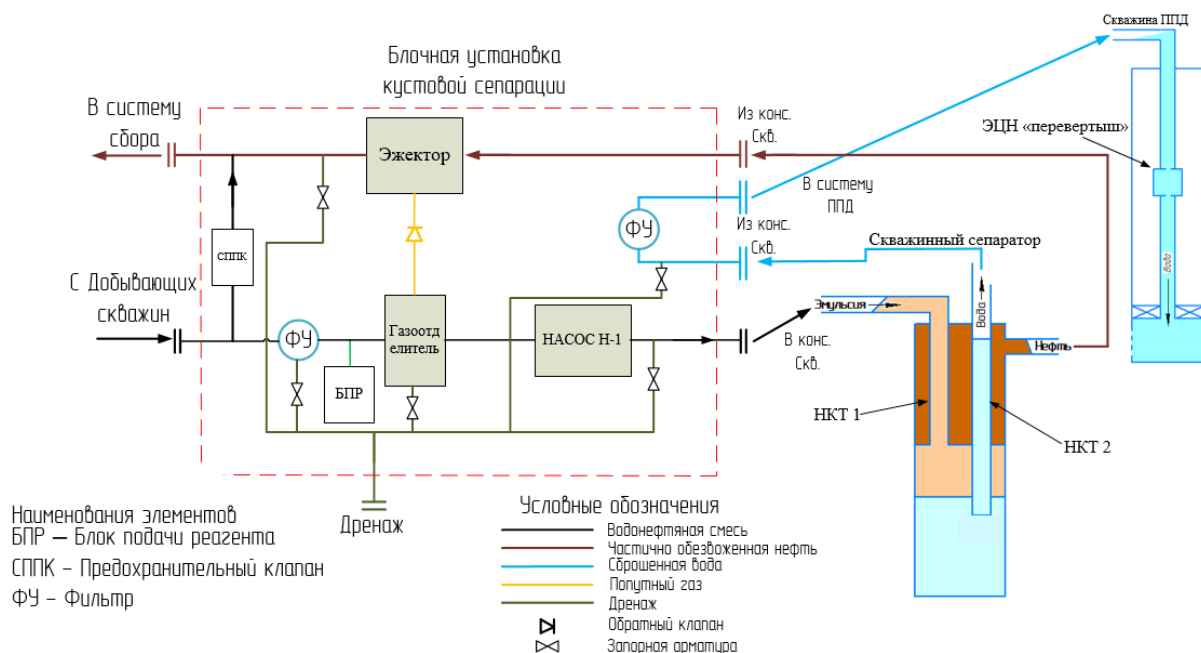 Скважина ППД
Блочная установка
кустовой сепарации
В систему
сбора
Из конс.
Скв.
Эжектор
ЭЦН «перевертыш»
В систему
ППД
ФУ
Из конс.
Скв.
Скважинный сепаратор
СППК
С Добывающих
скважин
Вода
Эмульсия
Вода
ФУ
Газоотд
елитель
НАСОС Н-1
В конс.
Скв.
Нефть
БПР
НКТ 1
НКТ 2
Дренаж
Наименования элементов
БПР – Блок подачи реагента
СППК – Предохранительный клапан
ФУ – Фильтр
Условные обозначения
Водонефтяная смесь
Частично обезвоженная нефть
Сброшенная вода
Попутный газ
Дренаж
Обратный клапан
Запорная арматура